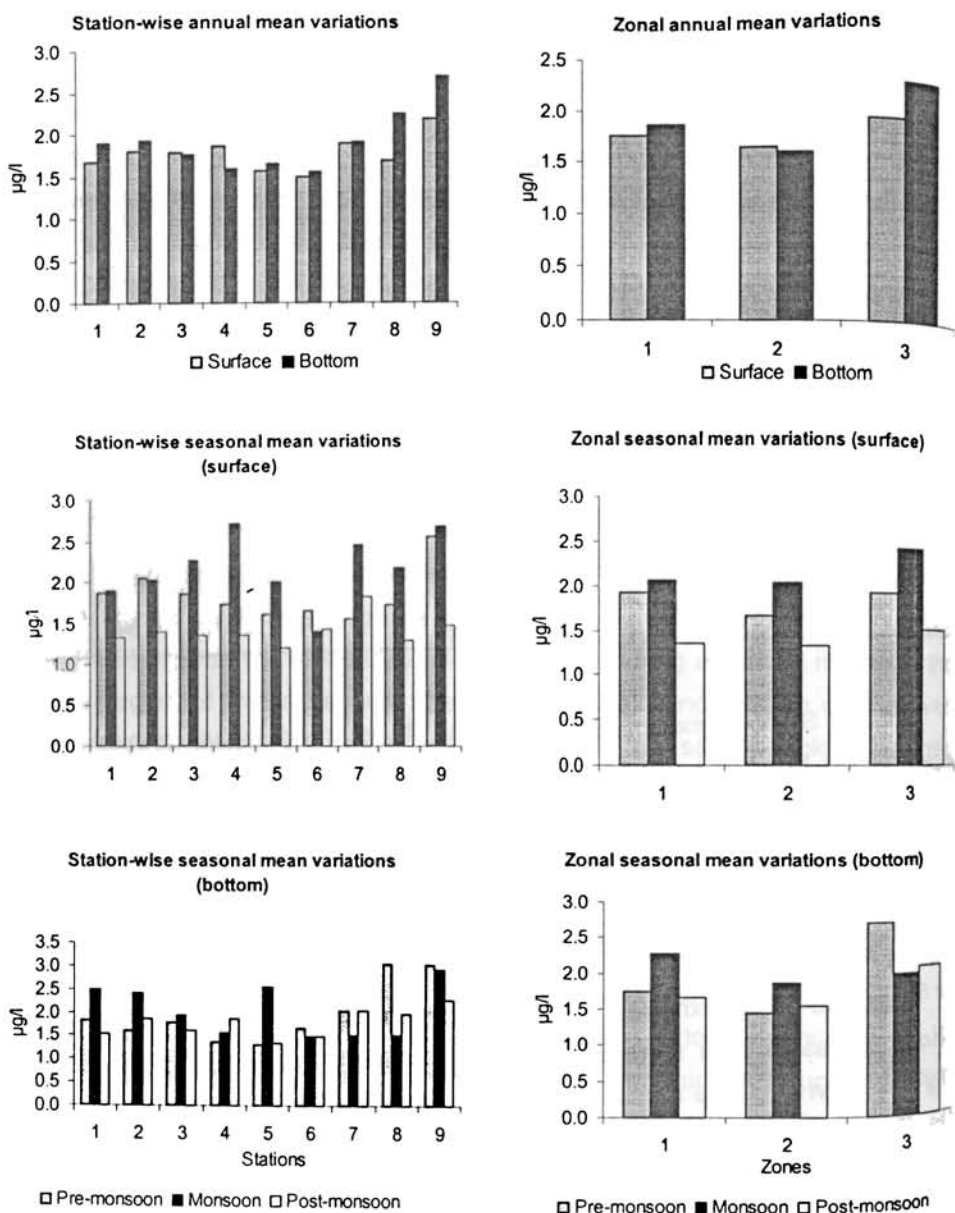 Station-wise annual mean variations
3.0
2.5
2.0
1.5
1.0
0.5
0.0
µg/l
1 2 3 4 5 6 7 8 9
Surface Bottom
Zonal annual mean variations
2.5
2.0
1.5
1.0
0.5
0.0
µg/l
1 2 3
Surface Bottom
Station-wise seasonal mean variations
(surface)
3.0
2.5
2.0
1.5
1.0
0.5
0.0
µg/l
1 2 3 4 5 6 7 8 9
Zonal seasonal mean variations (surface)
3.0
2.5
2.0
1.5
1.0
0.5
0.0
µg/l
1 2 3
Station-wise seasonal mean variations
(bottom)
3.5
3.0
2.5
2.0
1.5
1.0
0.5
0.0
µg/l
1 2 3 4 5 6 7 8 9
Stations
Pre-monsoon Monsoon Post-monsoon
Zonal seasonal mean variations (bottom)
3.0
2.5
2.0
1.5
1.0
0.5
0.0
µg/l
1 2 3
Zones
Pre-monsoon Monsoon Post-monsoon